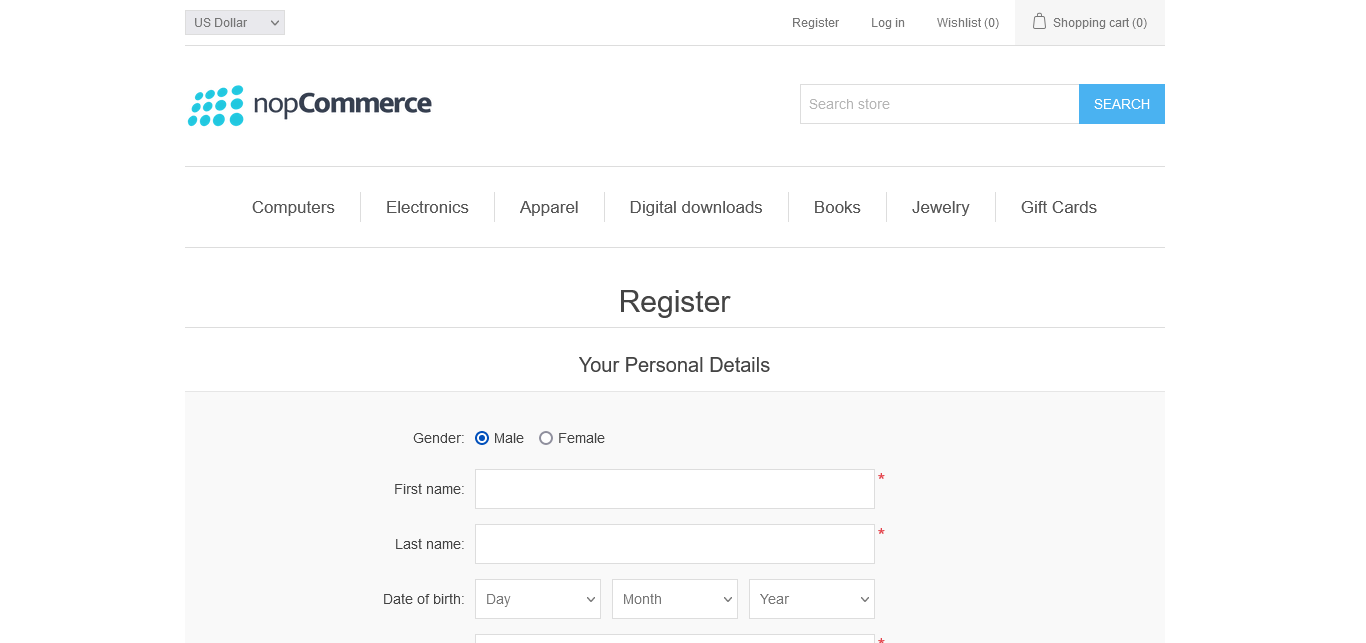 US Dollar
Register
Log in
Wishlist (0)
Shopping cart (0)
nopCommerce
Search store
SEARCH
Computers
Electronics
Apparel
Digital downloads
Books
Jewelry
Gift Cards
Register
Your Personal Details
Gender: Male Female
First name: *
Last name: *
Date of birth: Day Month Year
*